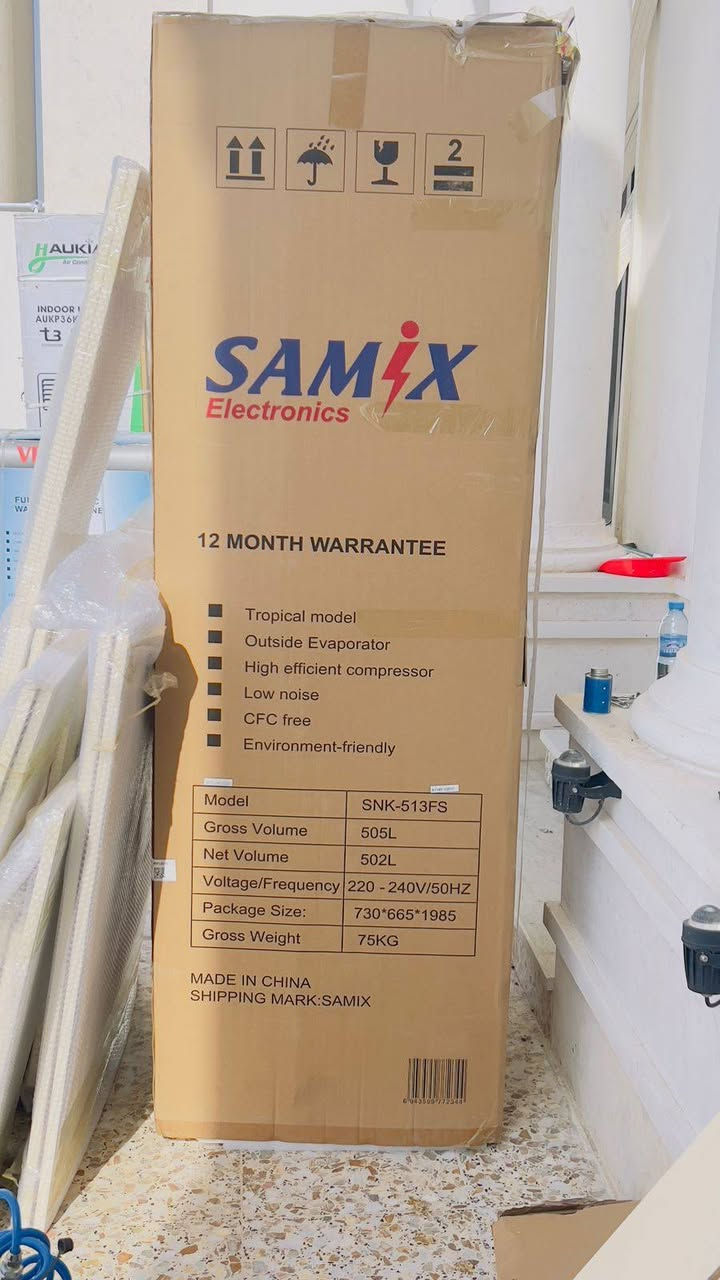 2
SAMiX
Electronics
12 MONTH WARRANTEE
Tropical model
Outside Evaporator
High efficient compressor
Low noise
CFC free
Environment-friendly
Model SNK-513FS
Gross Volume 505L
Net Volume 502L
Voltage/Frequency 220 - 240V/50HZ
Package Size: 730*665*1985
Gross Weight 75KG
MADE IN CHINA
SHIPPING MARK:SAMIX
INDOOR
t3